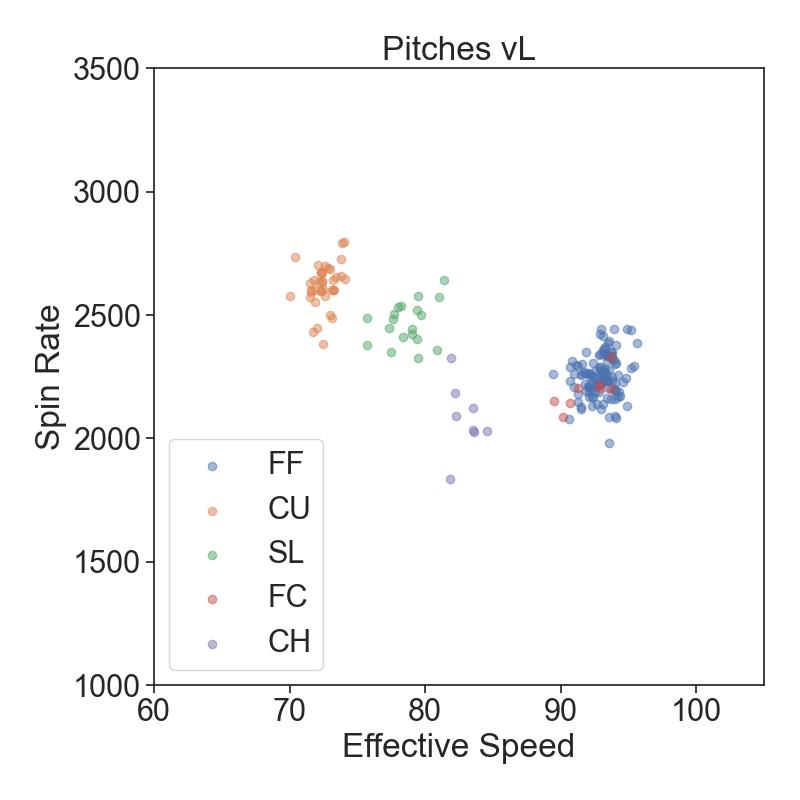 Pitches vL
3500
3000
2500
2000
1500
1000
Spin Rate
FF
CU
SL
FC
CH
60 70 80 90 100
Effective Speed